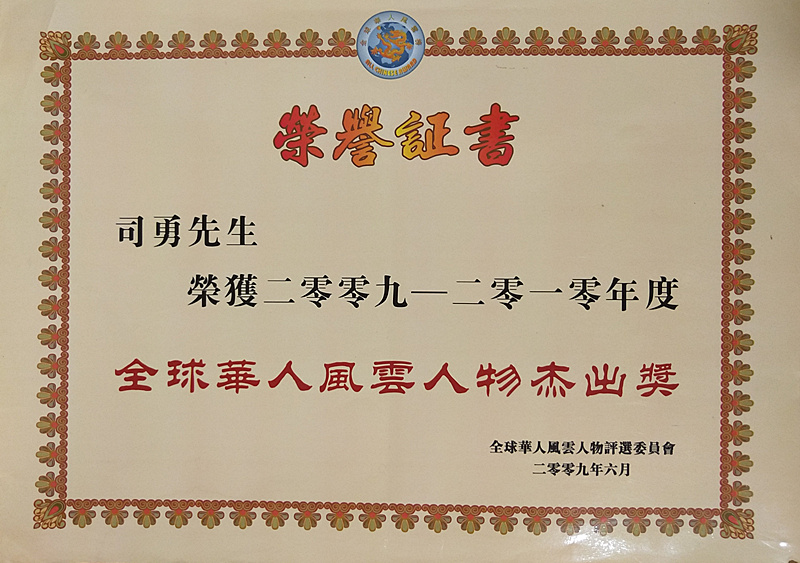 榮譽証書
司勇先生
榮獲二零零九—二零一零年度
全球華人風雲人物杰出獎
全球華人風雲人物評選委員會
二零零九年六月